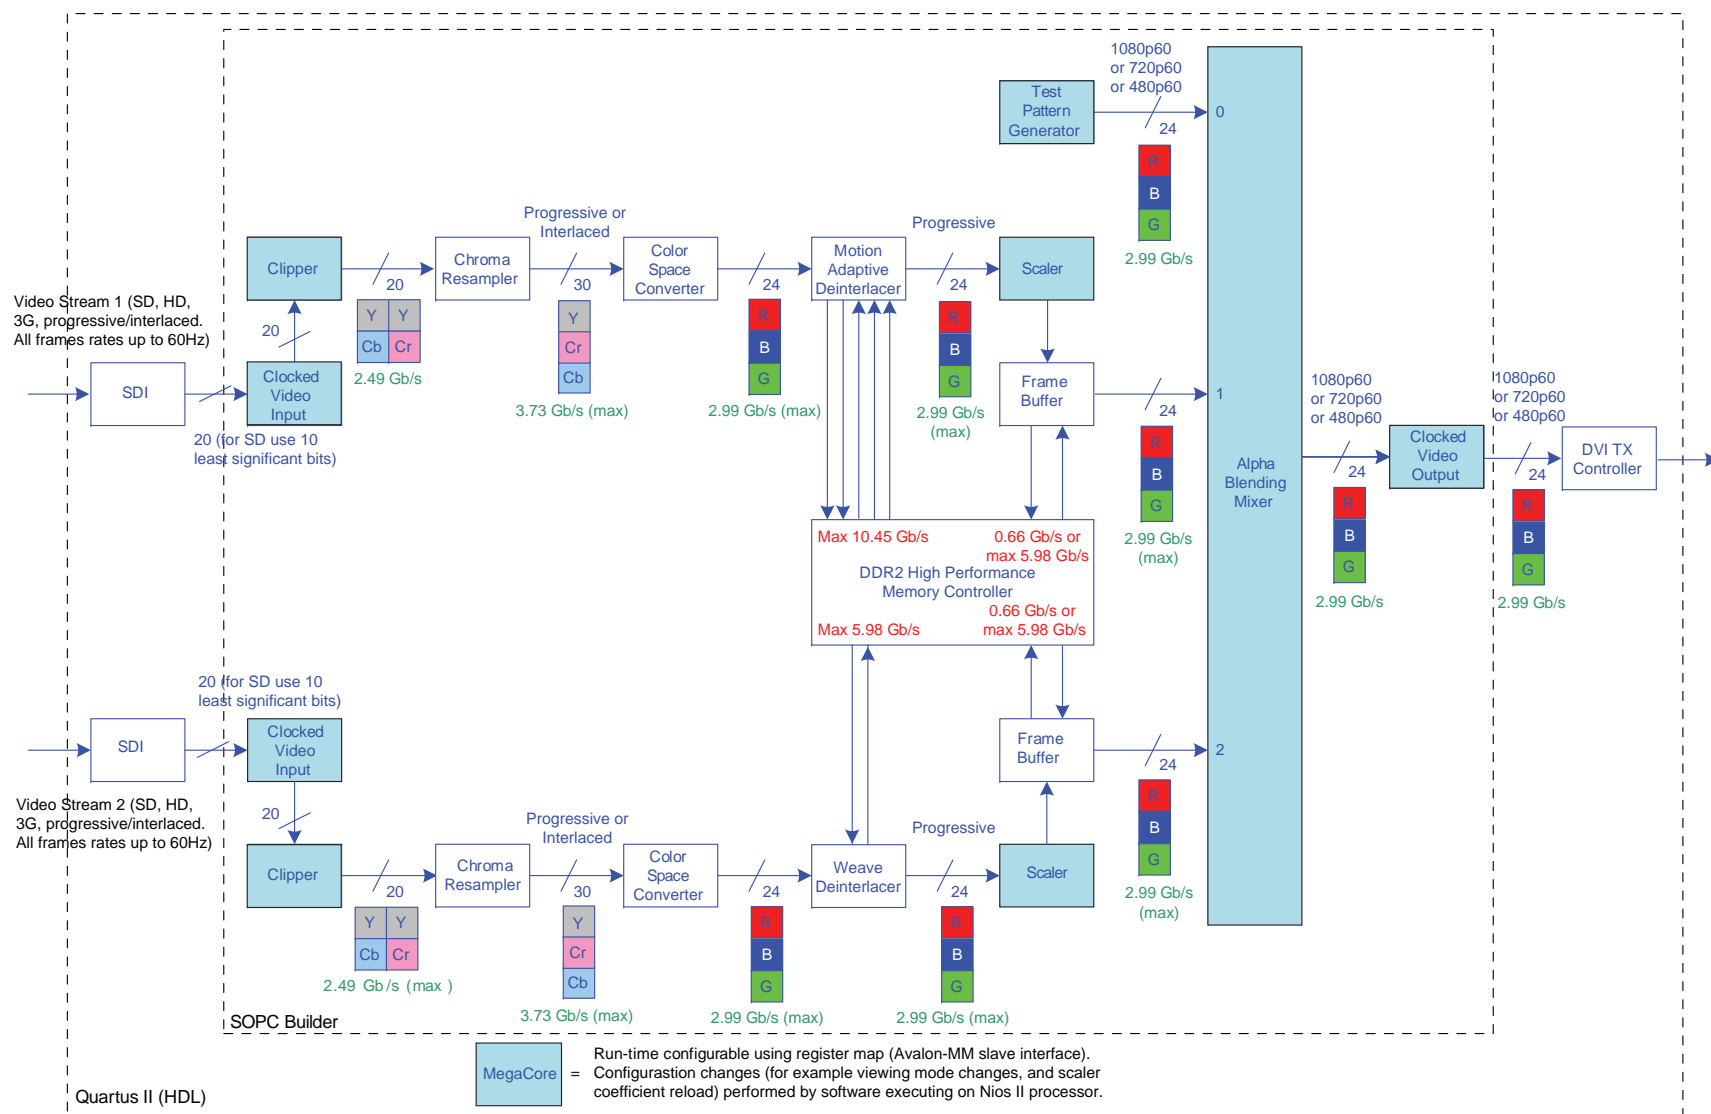 1080p60
or 720p60
or 480p60
Test
Pattern
Generator
24
0
R
B
G
2.99 Gb/s
Progressive or
Interlaced
Progressive
Clipper
20
Chroma
Resampler
30
Color
Space
Converter
24
Motion
Adaptive
Deinterlacer
24
Scaler
Video Stream 1 (SD, HD,
3G, progressive/interlaced.
All frames rates up to 60Hz)
20
Y Y
Cb Cr
2.49 Gb/s
Y
Cr
Cb
3.73 Gb/s (max)
R
B
G
2.99 Gb/s (max)
R
B
G
2.99 Gb/s
(max)
SDI
Clocked
Video
Input
20 (for SD use 10
least significant bits)
Frame
Buffer
24
1
R
B
G
2.99 Gb/s
(max)
Alpha
Blending
Mixer
1080p60
or 720p60
or 480p60
24
R
B
G
2.99 Gb/s
Clocked
Video
Output
1080p60
or 720p60
or 480p60
24
R
B
G
2.99 Gb/s
DVI TX
Controller
Max 10.45 Gb/s
0.66 Gb/s or
max 5.98 Gb/s
DDR2 High Performance
Memory Controller
0.66 Gb/s or
Max 5.98 Gb/s
max 5.98 Gb/s
20 (for SD use 10
least significant bits)
SDI
Clocked
Video
Input
Frame
Buffer
24
2
R
B
G
2.99 Gb/s
(max)
Video Stream 2 (SD, HD,
3G, progressive/interlaced.
All frames rates up to 60Hz)
20
Progressive or
Interlaced
Progressive
Clipper
20
Chroma
Resampler
30
Color
Space
Converter
24
Weave
Deinterlacer
24
Scaler
Y Y
Cb Cr
2.49 Gb/s (max )
Y
Cr
Cb
3.73 Gb/s (max)
R
B
G
2.99 Gb/s (max)
R
B
G
2.99 Gb/s (max)
SOPC Builder
MegaCore
=
Run-time configurable using register map (Avalon-MM slave interface).
Configurastion changes (for example viewing mode changes, and scaler
coefficient reload) performed by software executing on Nios II processor.
Quartus II (HDL)